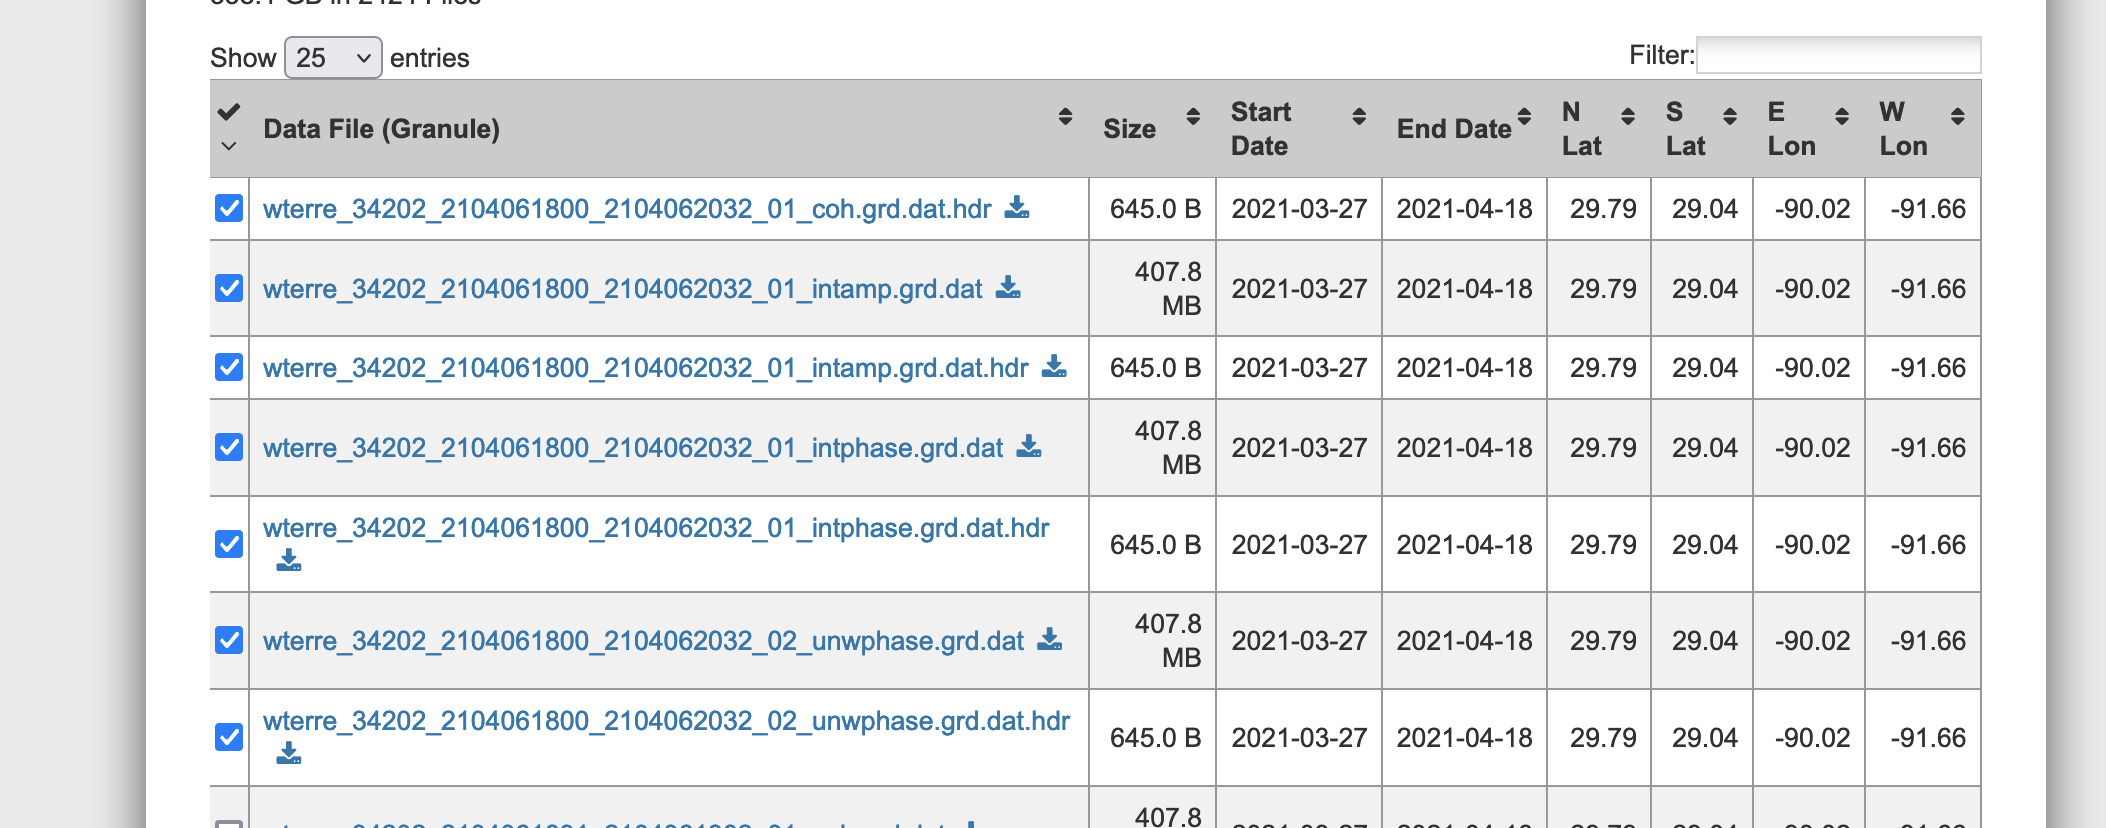 Show 25 entries Filter:
Data File (Granule) Size Start Date End Date N Lat S Lat E Lon W Lon
wterre_34202_2104061800_2104062032_01_coh.grd.dat.hdr 645.0 B 2021-03-27 2021-04-18 29.79 29.04 -90.02 -91.66
wterre_34202_2104061800_2104062032_01_intamp.grd.dat 407.8 MB 2021-03-27 2021-04-18 29.79 29.04 -90.02 -91.66
wterre_34202_2104061800_2104062032_01_intamp.grd.dat.hdr 645.0 B 2021-03-27 2021-04-18 29.79 29.04 -90.02 -91.66
wterre_34202_2104061800_2104062032_01_intphase.grd.dat 407.8 MB 2021-03-27 2021-04-18 29.79 29.04 -90.02 -91.66
wterre_34202_2104061800_2104062032_01_intphase.grd.dat.hdr 645.0 B 2021-03-27 2021-04-18 29.79 29.04 -90.02 -91.66
wterre_34202_2104061800_2104062032_02_unwphase.grd.dat 407.8 MB 2021-03-27 2021-04-18 29.79 29.04 -90.02 -91.66
wterre_34202_2104061800_2104062032_02_unwphase.grd.dat.hdr 645.0 B 2021-03-27 2021-04-18 29.79 29.04 -90.02 -91.66
407.8